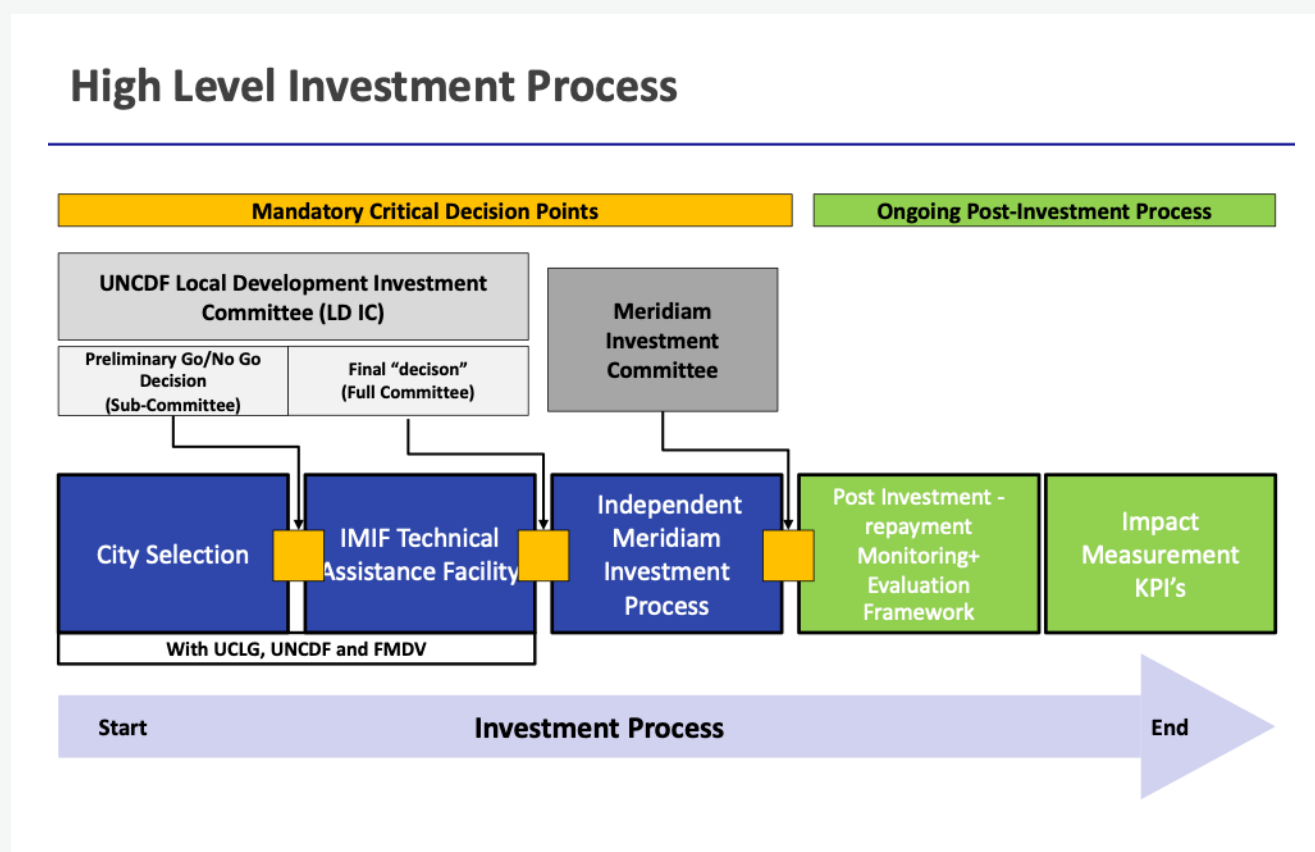 High Level Investment Process
Mandatory Critical Decision Points
Ongoing Post-Investment Process
UNCDF Local Development Investment
Committee (LD IC)
Preliminary Go/No Go
Decision
(Sub-Committee)
Final “decison”
(Full Committee)
Meridiam
Investment
Committee
City Selection
IMIF Technical
Assistance Facility
Independent
Meridiam
Investment
Process
Post Investment -
repayment
Monitoring+
Evaluation
Framework
Impact
Measurement
KPI’s
With UCLG, UNCDF and FMDV
Start
Investment Process
End